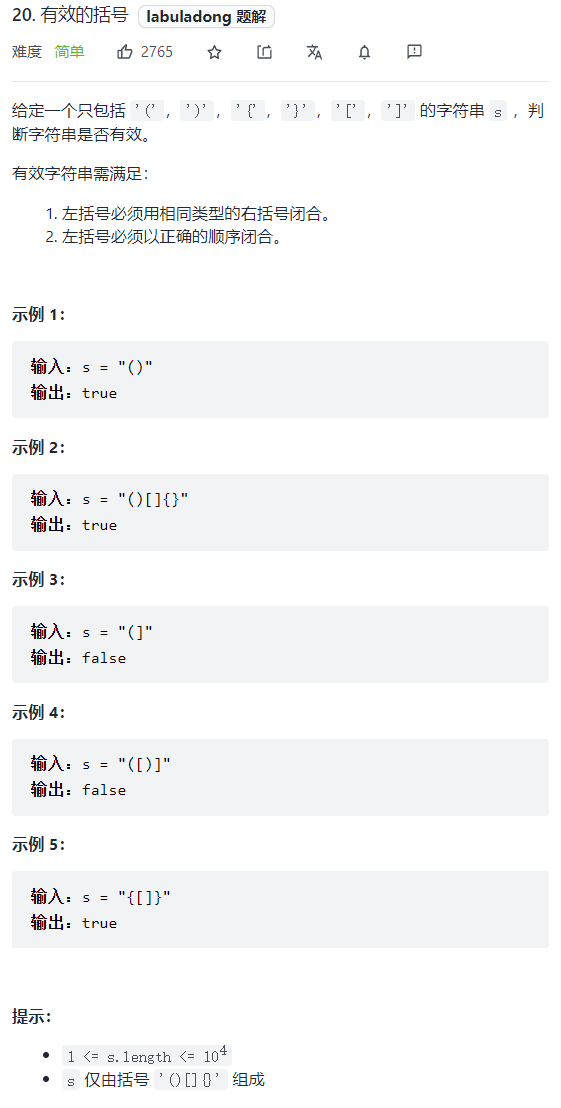 20. 有效的括号 labuladong 题解
难度 简单 2765
给定一个只包括 '('，')'，'{'，'}'，'['，']' 的字符串 s ，判
断字符串是否有效。
有效字符串需满足：
1. 左括号必须用相同类型的右括号闭合。
2. 左括号必须以正确的顺序闭合。
示例 1：
输入：s = "()"
输出：true
示例 2：
输入：s = "()[]{}"
输出：true
示例 3：
输入：s = "(]"
输出：false
示例 4：
输入：s = "([)]"
输出：false
示例 5：
输入：s = "{[]}"
输出：true
提示：
• 1 <= s.length <= 10⁴
• s 仅由括号 '()[]{}' 组成